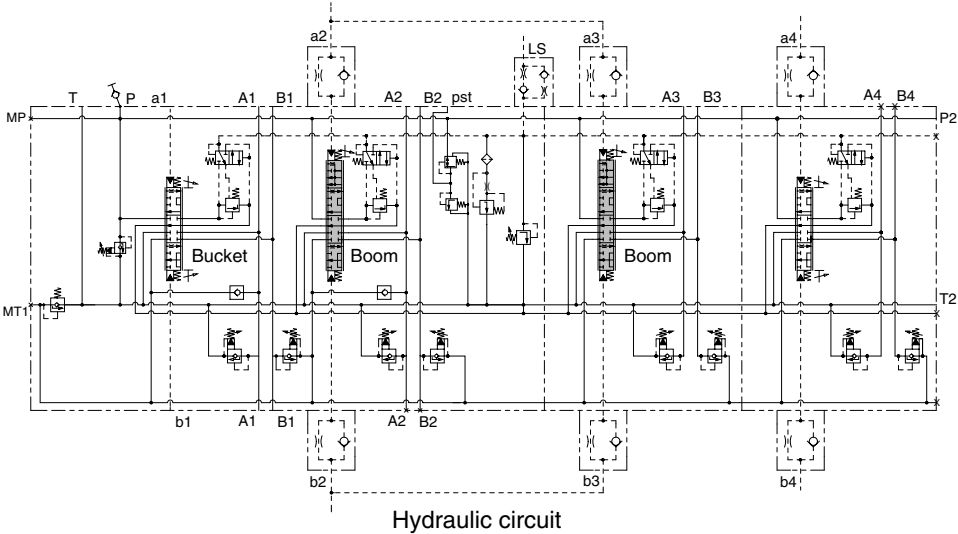 a2 LS a3 a4
T P a1 A1 B1 A2 B2 pst A3 B3 A4 B4
MP P2
Bucket Boom Boom
MT1 T2
b1 A1 B1 A2 B2
b2 b3 b4
Hydraulic circuit